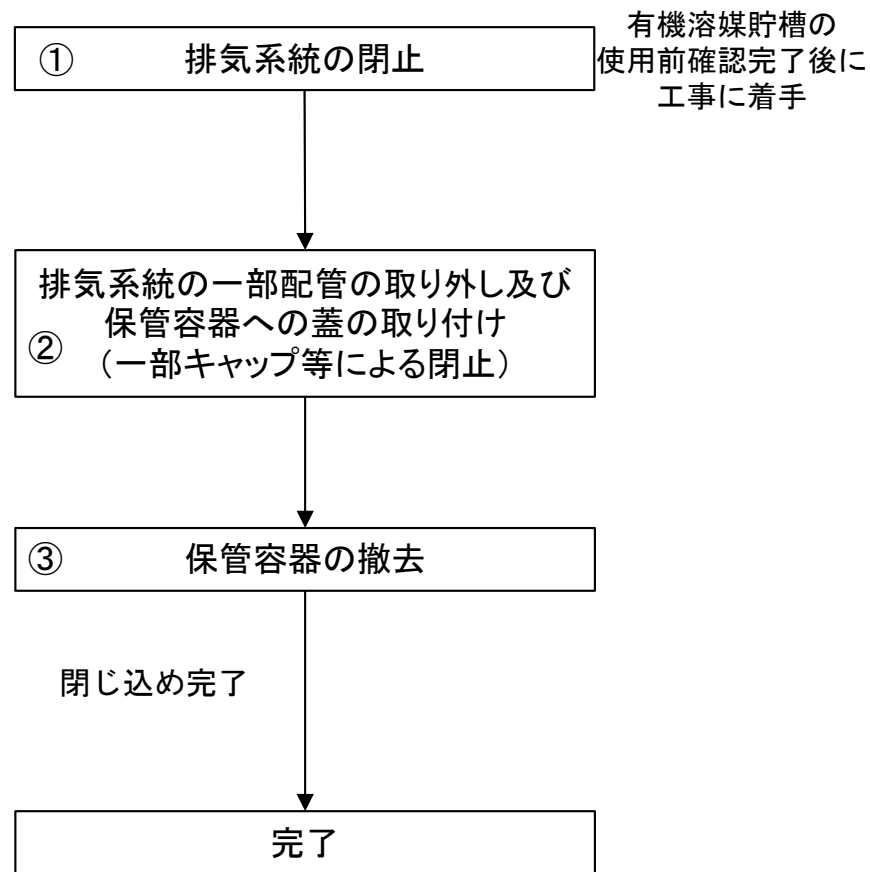 ① 排気系統の閉止
有機溶媒貯槽の
使用前確認完了後に
工事に着手
排気系統の一部配管の取り外し及び
保管容器への蓋の取り付け
② （一部キャップ等による閉止）
③ 保管容器の撤去
閉じ込め完了
完了